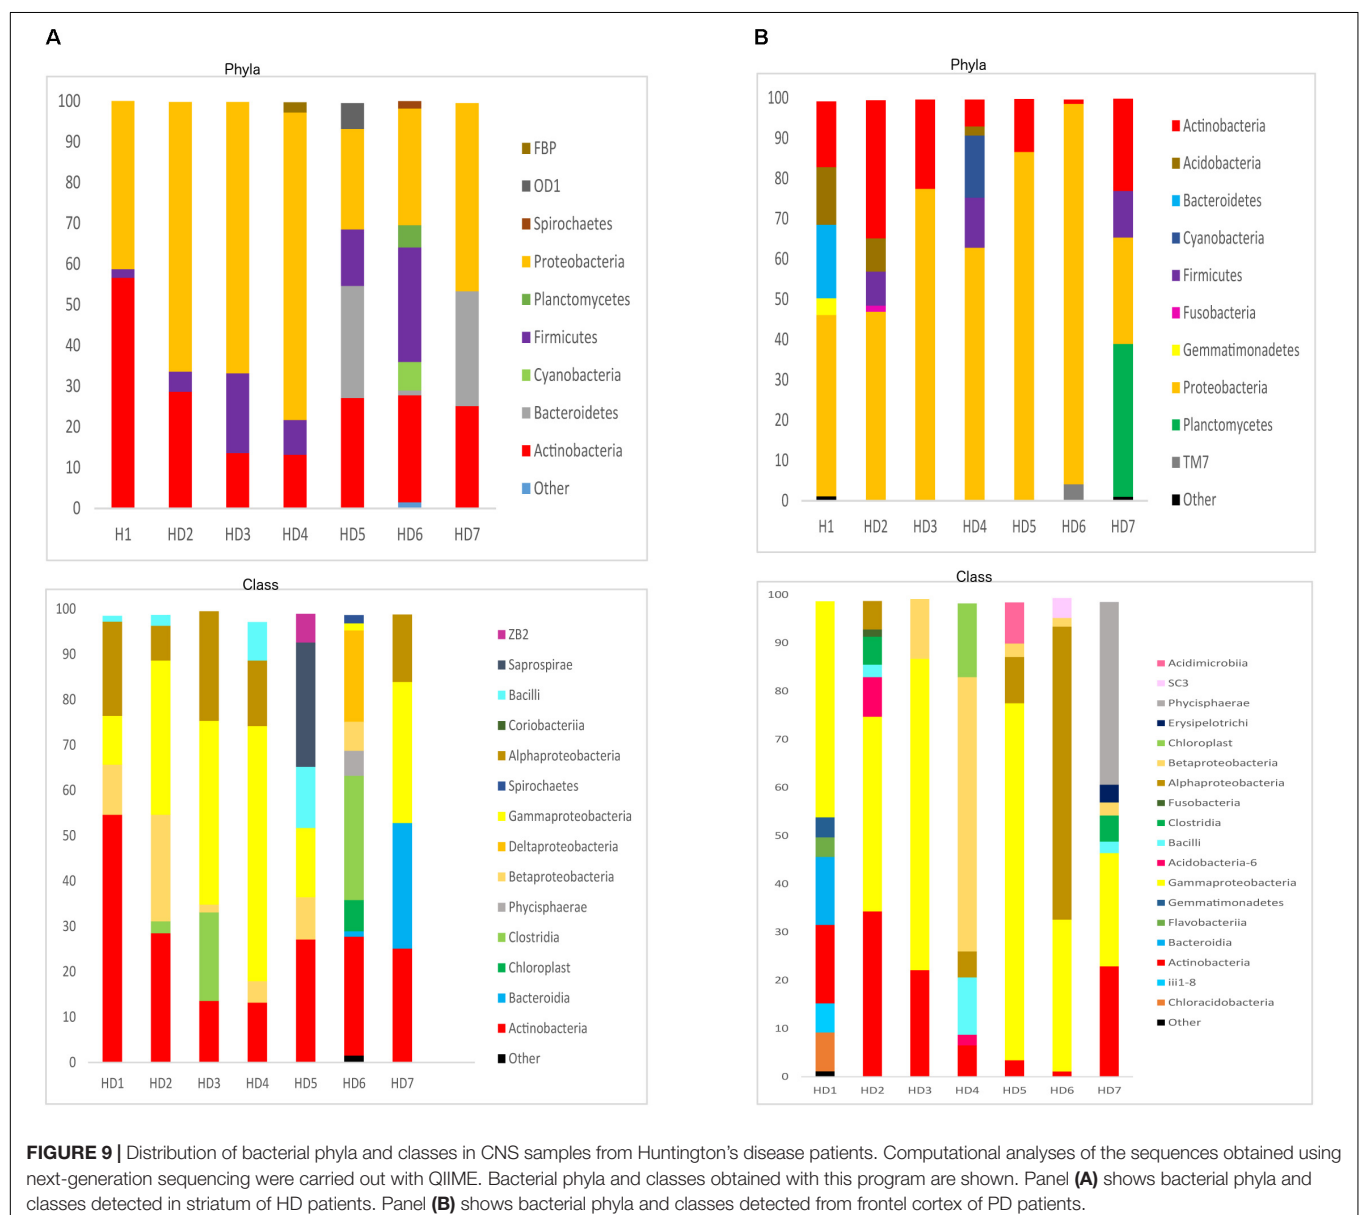 A
Phyla
100
90
80
70
60
50
40
30
20
10
0
H1 HD2 HD3 HD4 HD5 HD6 HD7
FBP
OD1
Spirochaetes
Proteobacteria
Planctomycetes
Firmicutes
Cyanobacteria
Bacteroidetes
Actinobacteria
Other
B
Phyla
100
90
80
70
60
50
40
30
20
10
0
H1 HD2 HD3 HD4 HD5 HD6 HD7
Actinobacteria
Acidobacteria
Bacteroidetes
Cyanobacteria
Firmicutes
Fusobacteria
Gemmatimonadetes
Proteobacteria
Planctomycetes
TM7
Other
Class
100
90
80
70
60
50
40
30
20
10
0
HD1 HD2 HD3 HD4 HD5 HD6 HD7
ZB2
Saprospirae
Bacilli
Coriobacteriia
Alphaproteobacteria
Spirochaetes
Gammaproteobacteria
Deltaproteobacteria
Betaproteobacteria
Phycisphaerae
Clostridia
Chloroplast
Bacteroidia
Actinobacteria
Other
Class
100
90
80
70
60
50
40
30
20
10
0
HD1 HD2 HD3 HD4 HD5 HD6 HD7
Acidimicrobiia
SC3
Phycisphaerae
Erysipelotrichi
Chloroplast
Betaproteobacteria
Alphaproteobacteria
Fusobacteria
Clostridia
Bacilli
Acidobacteria-6
Gammaproteobacteria
Gemmatimonadetes
Flavobacteriia
Bacteroidia
Actinobacteria
iii1-8
Chloracidobacteria
Other
FIGURE 9 | Distribution of bacterial phyla and classes in CNS samples from Huntington's disease patients. Computational analyses of the sequences obtained using
next-generation sequencing were carried out with QIIME. Bacterial phyla and classes obtained with this program are shown. Panel (A) shows bacterial phyla and
classes detected in striatum of HD patients. Panel (B) shows bacterial phyla and classes detected from frontel cortex of PD patients.